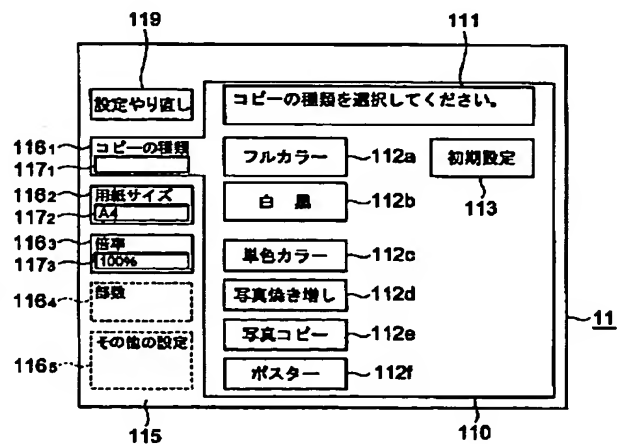 119
111
設定やり直し
コピーの種類を選択してください。
116₁
コピーの種類
117₁
フルカラー
112a
初期設定
113
116₂
用紙サイズ
117₂
A4
白 黒
112b
116₃
倍率
117₃
100%
単色カラー
112c
116₄
部数
写真焼き増し
112d
116₅
その他の設定
写真コピー
112e
11
ポスター
112f
115
110